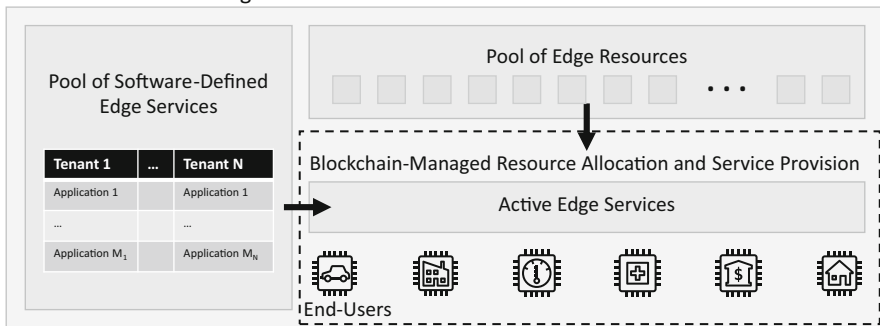 Pool of Software-Defined
Edge Services
Tenant 1 ... Tenant N
Application 1 Application 1
... ...
Application M₁ Application Mₙ
Pool of Edge Resources
• • •
Blockchain-Managed Resource Allocation and Service Provision
Active Edge Services
$
End-Users